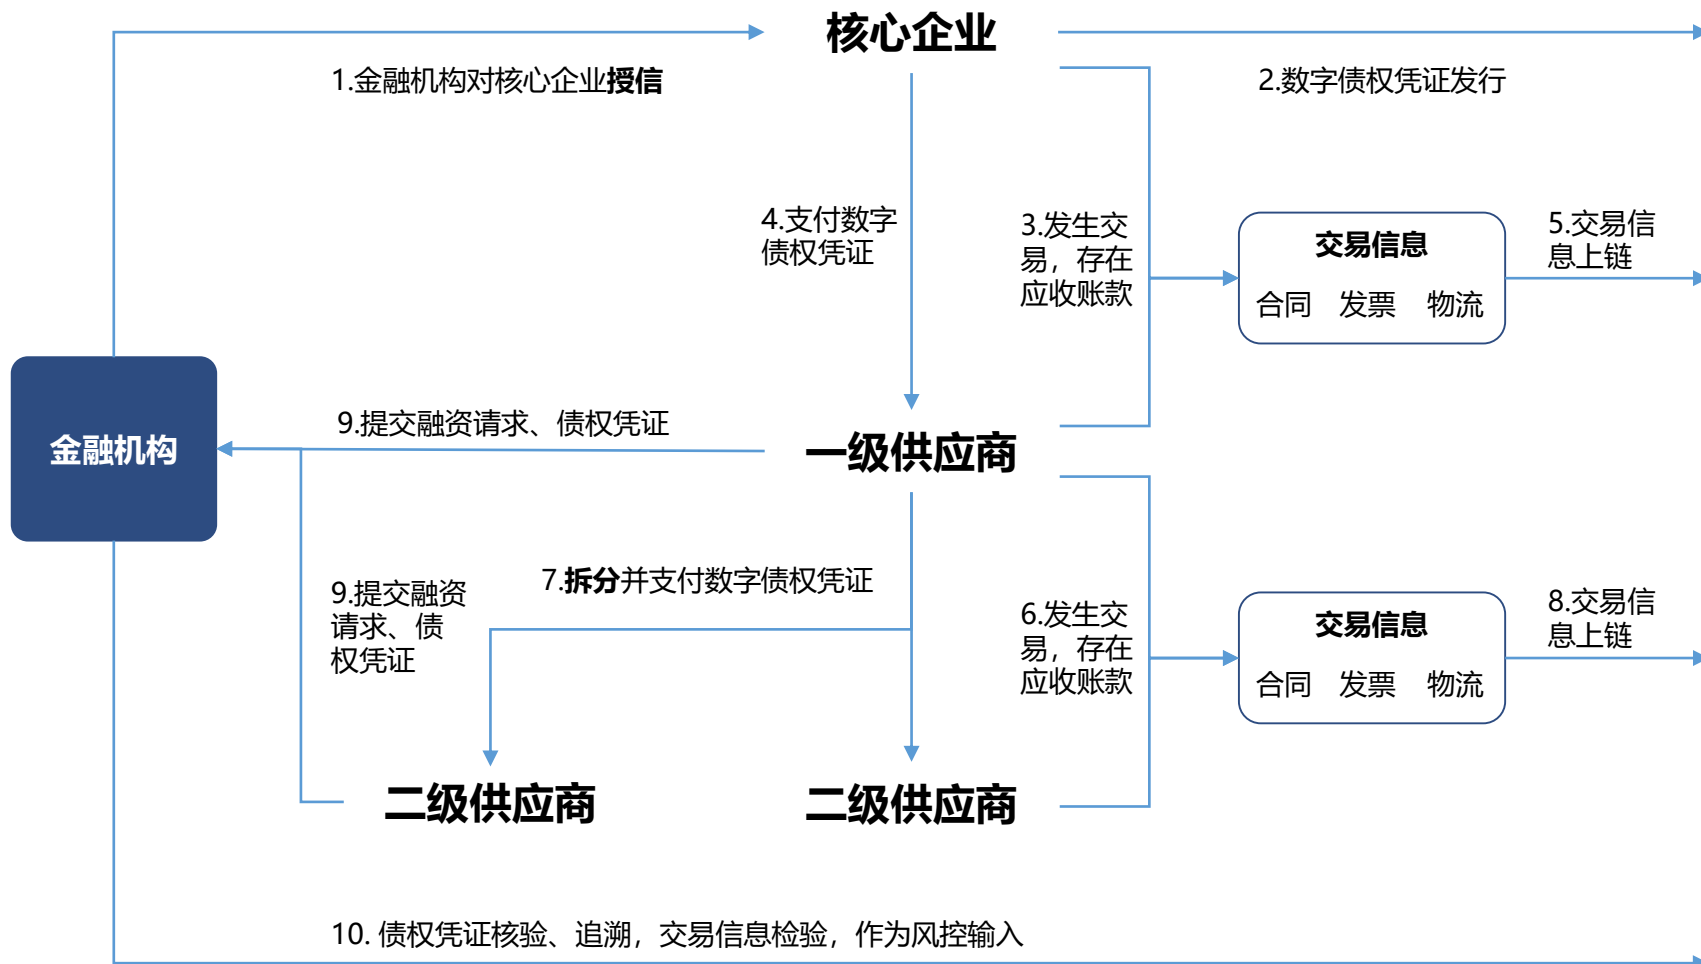 核心企业
1.金融机构对核心企业授信
2.数字债权凭证发行
4.支付数字
债权凭证
3.发生交
易，存在
应收账款
交易信息
合同 发票 物流
5.交易信
息上链
金融机构
9.提交融资请求、债权凭证
一级供应商
9.提交融资
请求、债
权凭证
7.拆分并支付数字债权凭证
6.发生交
易，存在
应收账款
交易信息
合同 发票 物流
8.交易信
息上链
二级供应商
二级供应商
10. 债权凭证核验、追溯，交易信息检验，作为风控输入